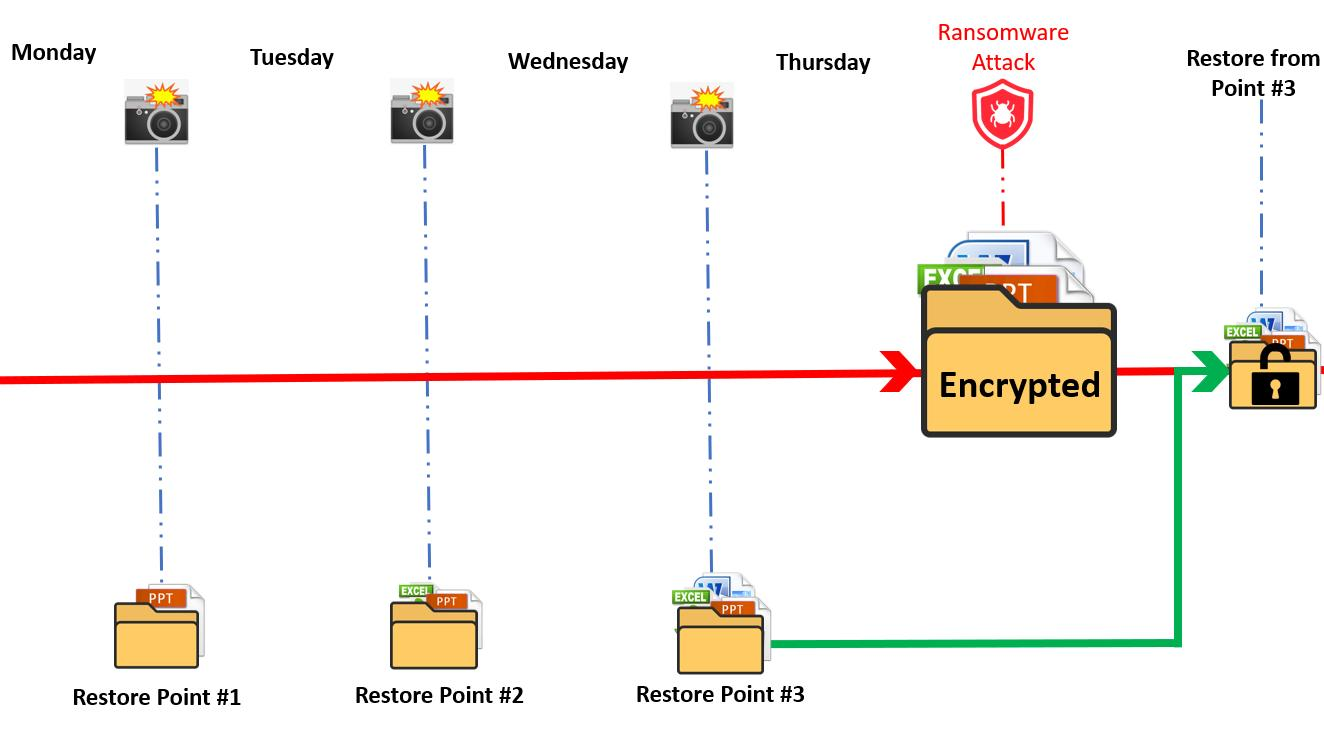 Monday
Tuesday
Wednesday
Thursday
Ransomware
Attack
Restore from
Point #3
W
EXCEL
PPT
Encrypted
W
EXCEL
PPT
PPT
Restore Point #1
EXCEL
PPT
Restore Point #2
W
EXCEL
PPT
Restore Point #3